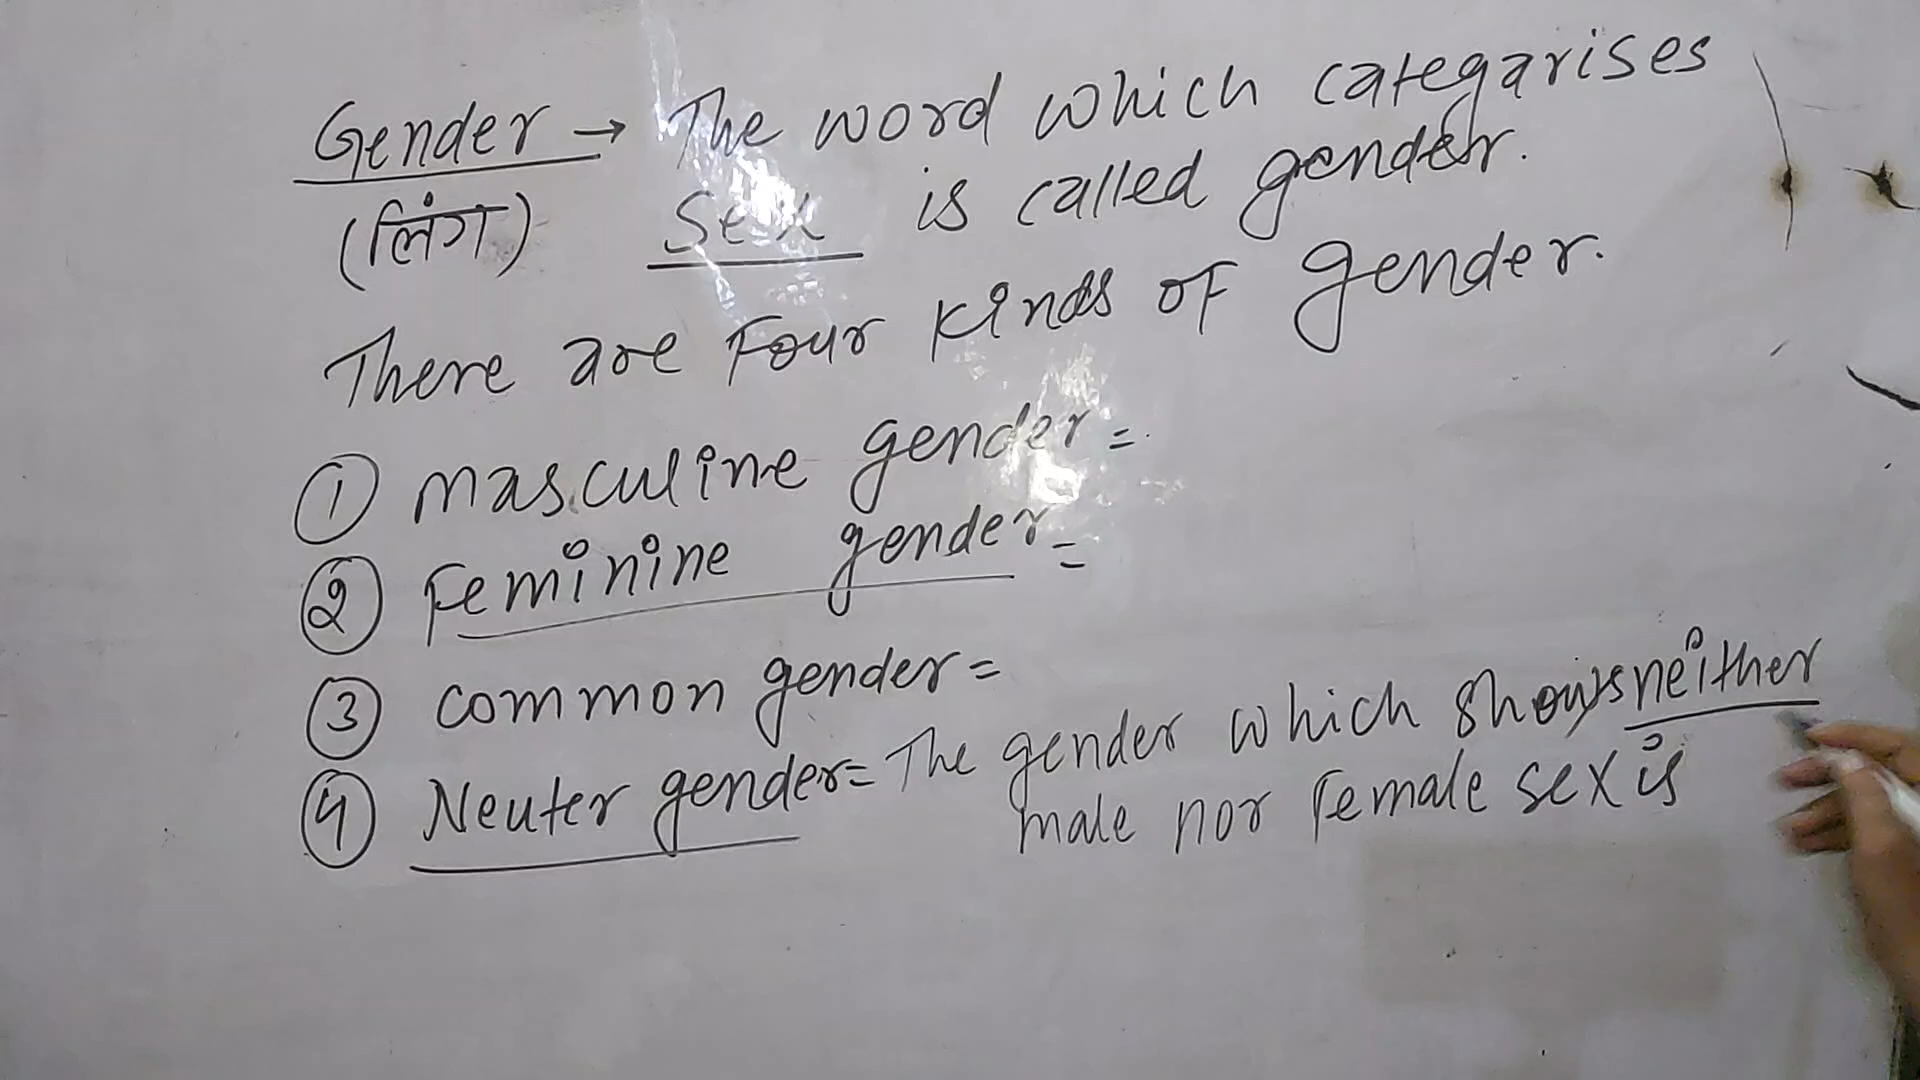 Gender → The word which categarises
(लिंग) Sex is called gender.
There are Four Kinds of gender.
① masculine gender =
② Feminine gender =
③ common gender =
④ Neuter gender = The gender which shows neither
male nor Female sex is